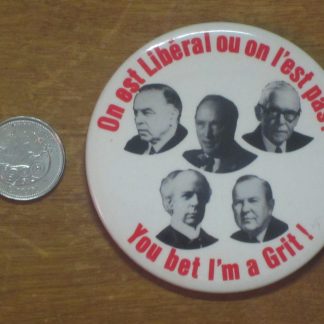 On est Libéral ou on l'est pas!
You bet I'm a Grit!